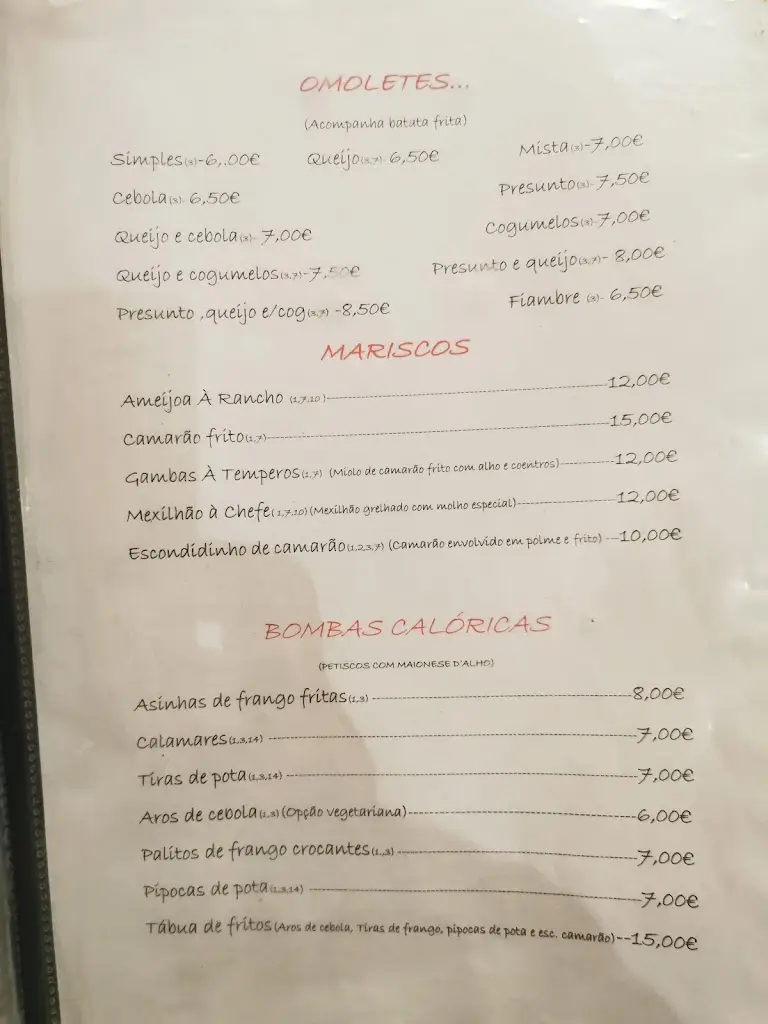 OMOLETES...
(Acompanha batata frita)
Simples(3)-6,.00€ Queijo(3,7)-6,50€ Mista(3)-7,00€
Cebola(3)- 6,50€ Presunto(3)-7,50€
Queijo e cebola(3)- 7,00€ Cogumelos(3)-7,00€
Queijo e cogumelos(3,7)-7,50€ Presunto e queijo(3,7)- 8,00€
Presunto ,queijo e/cog(3,7) -8,50€ Fiambre (3)- 6,50€
MARISCOS
Ameijoa À Rancho (1,7,10)----------12,00€
Camarão frito(1,7)----------15,00€
Gambas À Temperos(1,7) (Miolo de camarão frito com alho e coentros)----------12,00€
Mexilhão à Chefe(1,7,10)(Mexilhão grelhado com molho especial)----------12,00€
Escondidinho de camarão(1,2,3,7) (Camarão envolvido em polme e frito) ---10,00€
BOMBAS CALÓRICAS
(PETISCOS COM MAIONESE D'ALHO)
Asinhas de frango fritas(1,3) ----------8,00€
Calamares(1,3,14) ----------7,00€
Tiras de pota(1,3,14)----------7,00€
Aros de cebola(1,3)(Opção vegetariana)----------6,00€
Palitos de frango crocantes(1,,3)----------7,00€
Pipocas de pota(1,3,14) ----------7,00€
Tábua de fritos(Aros de cebola, Tiras de frango, pipocas de pota e esc. camarão)--15,00€